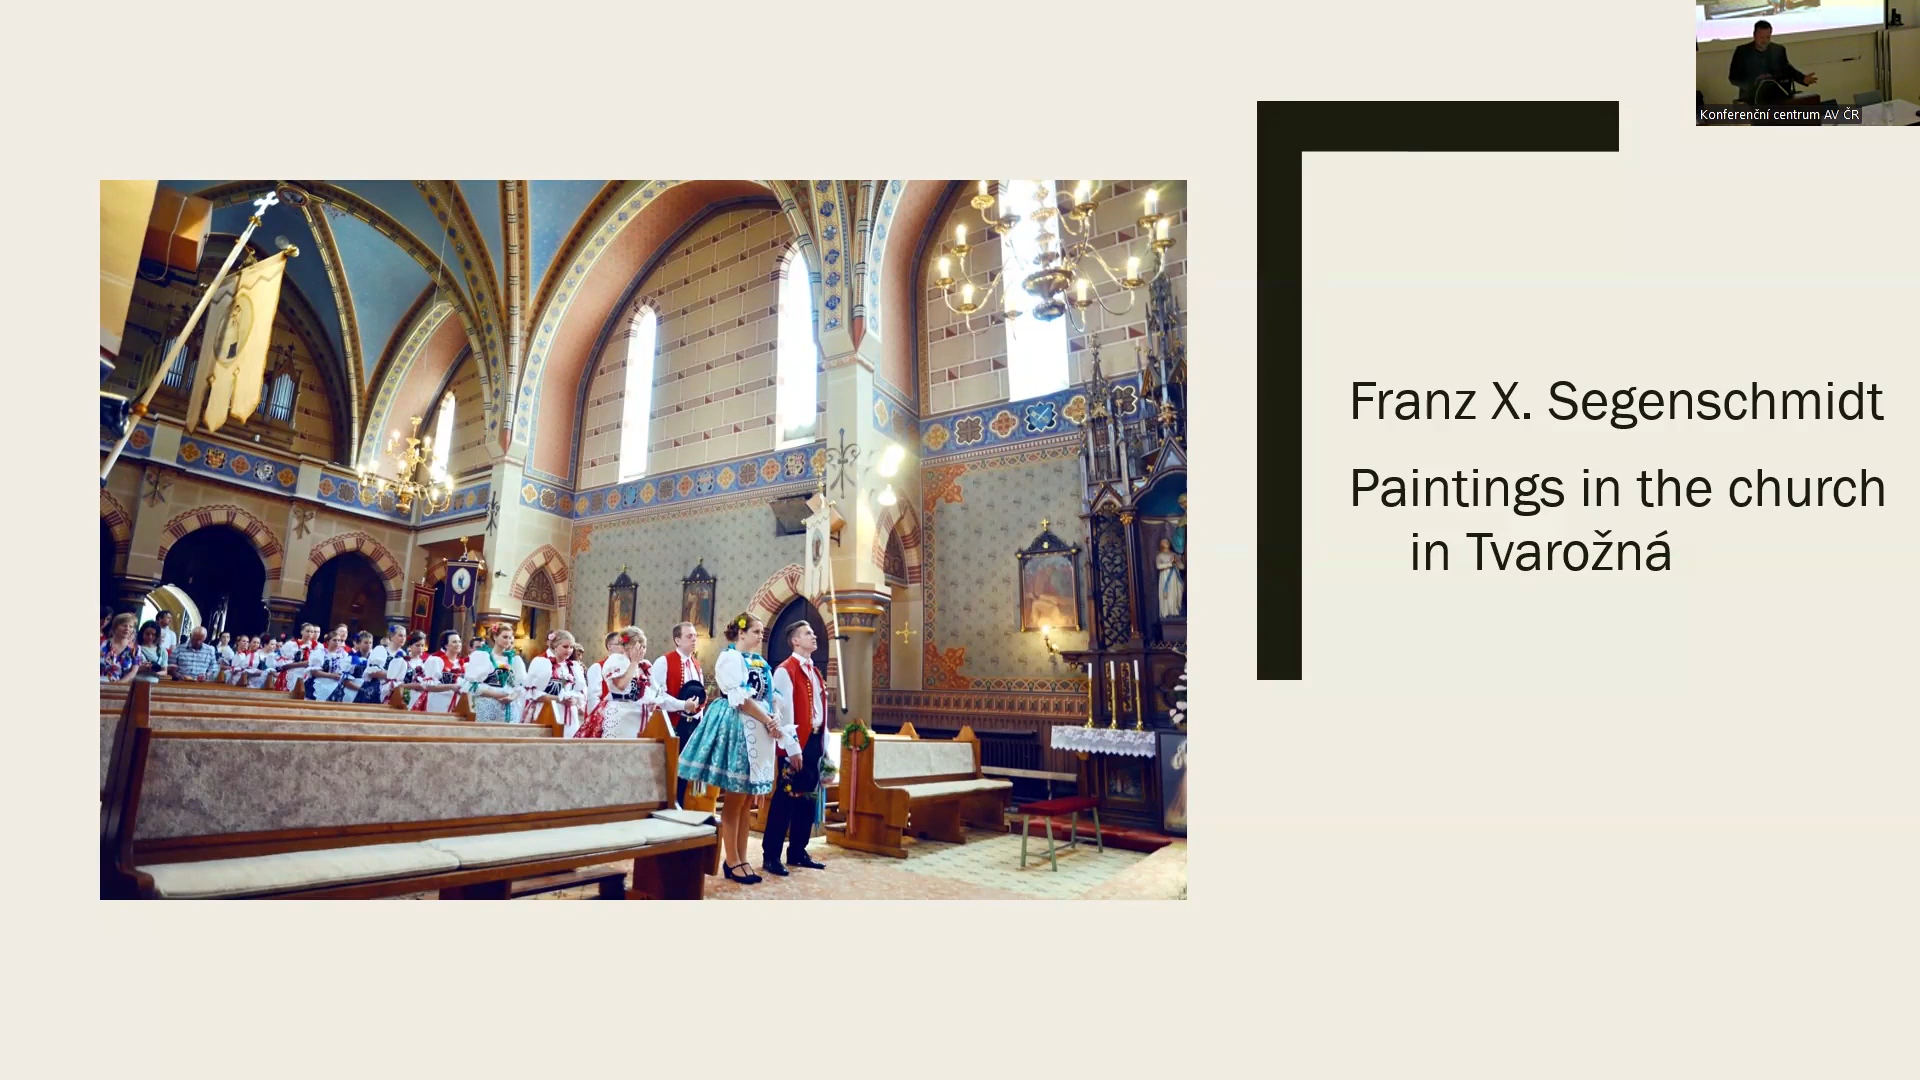 Konferenční centrum AV ČR
Franz X. Segenschmidt
Paintings in the church
in Tvarožná